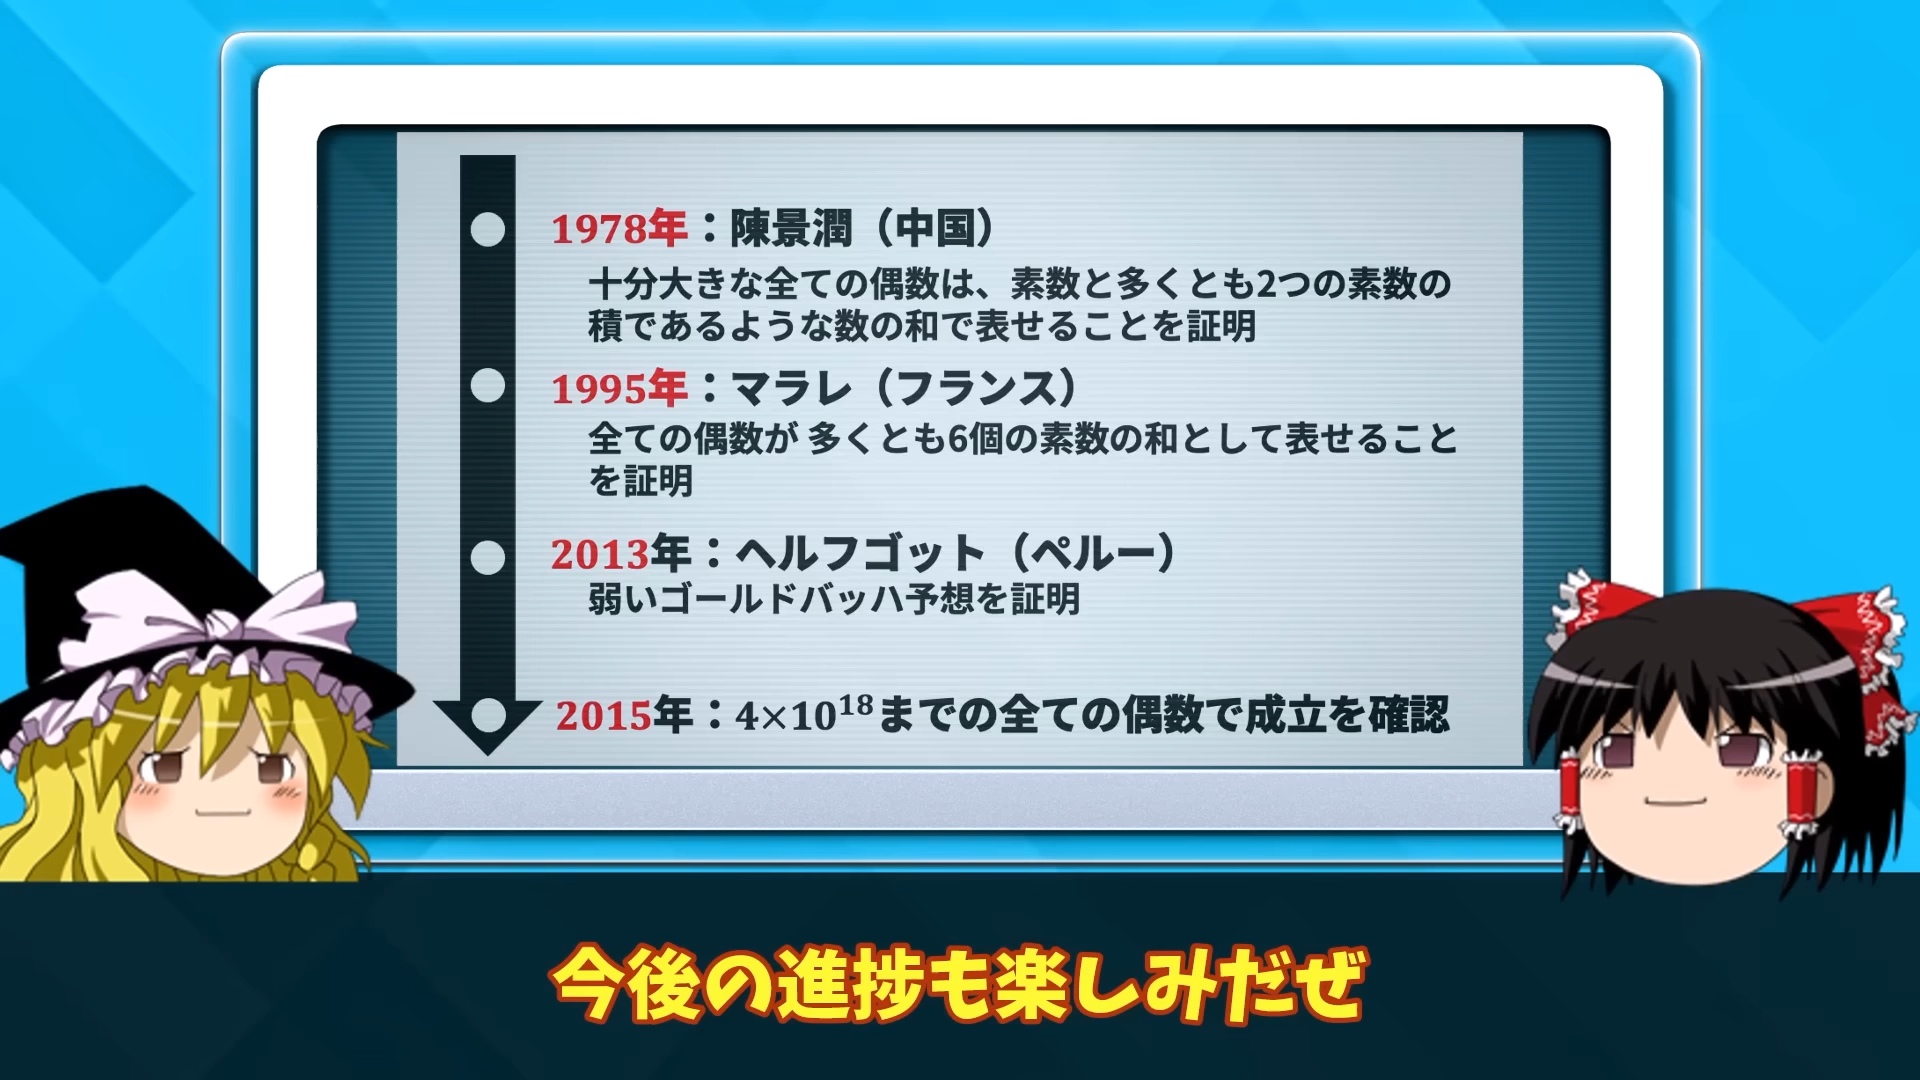 1978年：陳景潤（中国）
十分大きな全ての偶数は、素数と多くとも2つの素数の
積であるような数の和で表せることを証明
1995年：マラレ（フランス）
全ての偶数が 多くとも6個の素数の和として表せること
を証明
2013年：ヘルフゴット（ペルー）
弱いゴールドバッハ予想を証明
2015年：4×10¹⁸までの全ての偶数で成立を確認
今後の進捗も楽しみだぜ